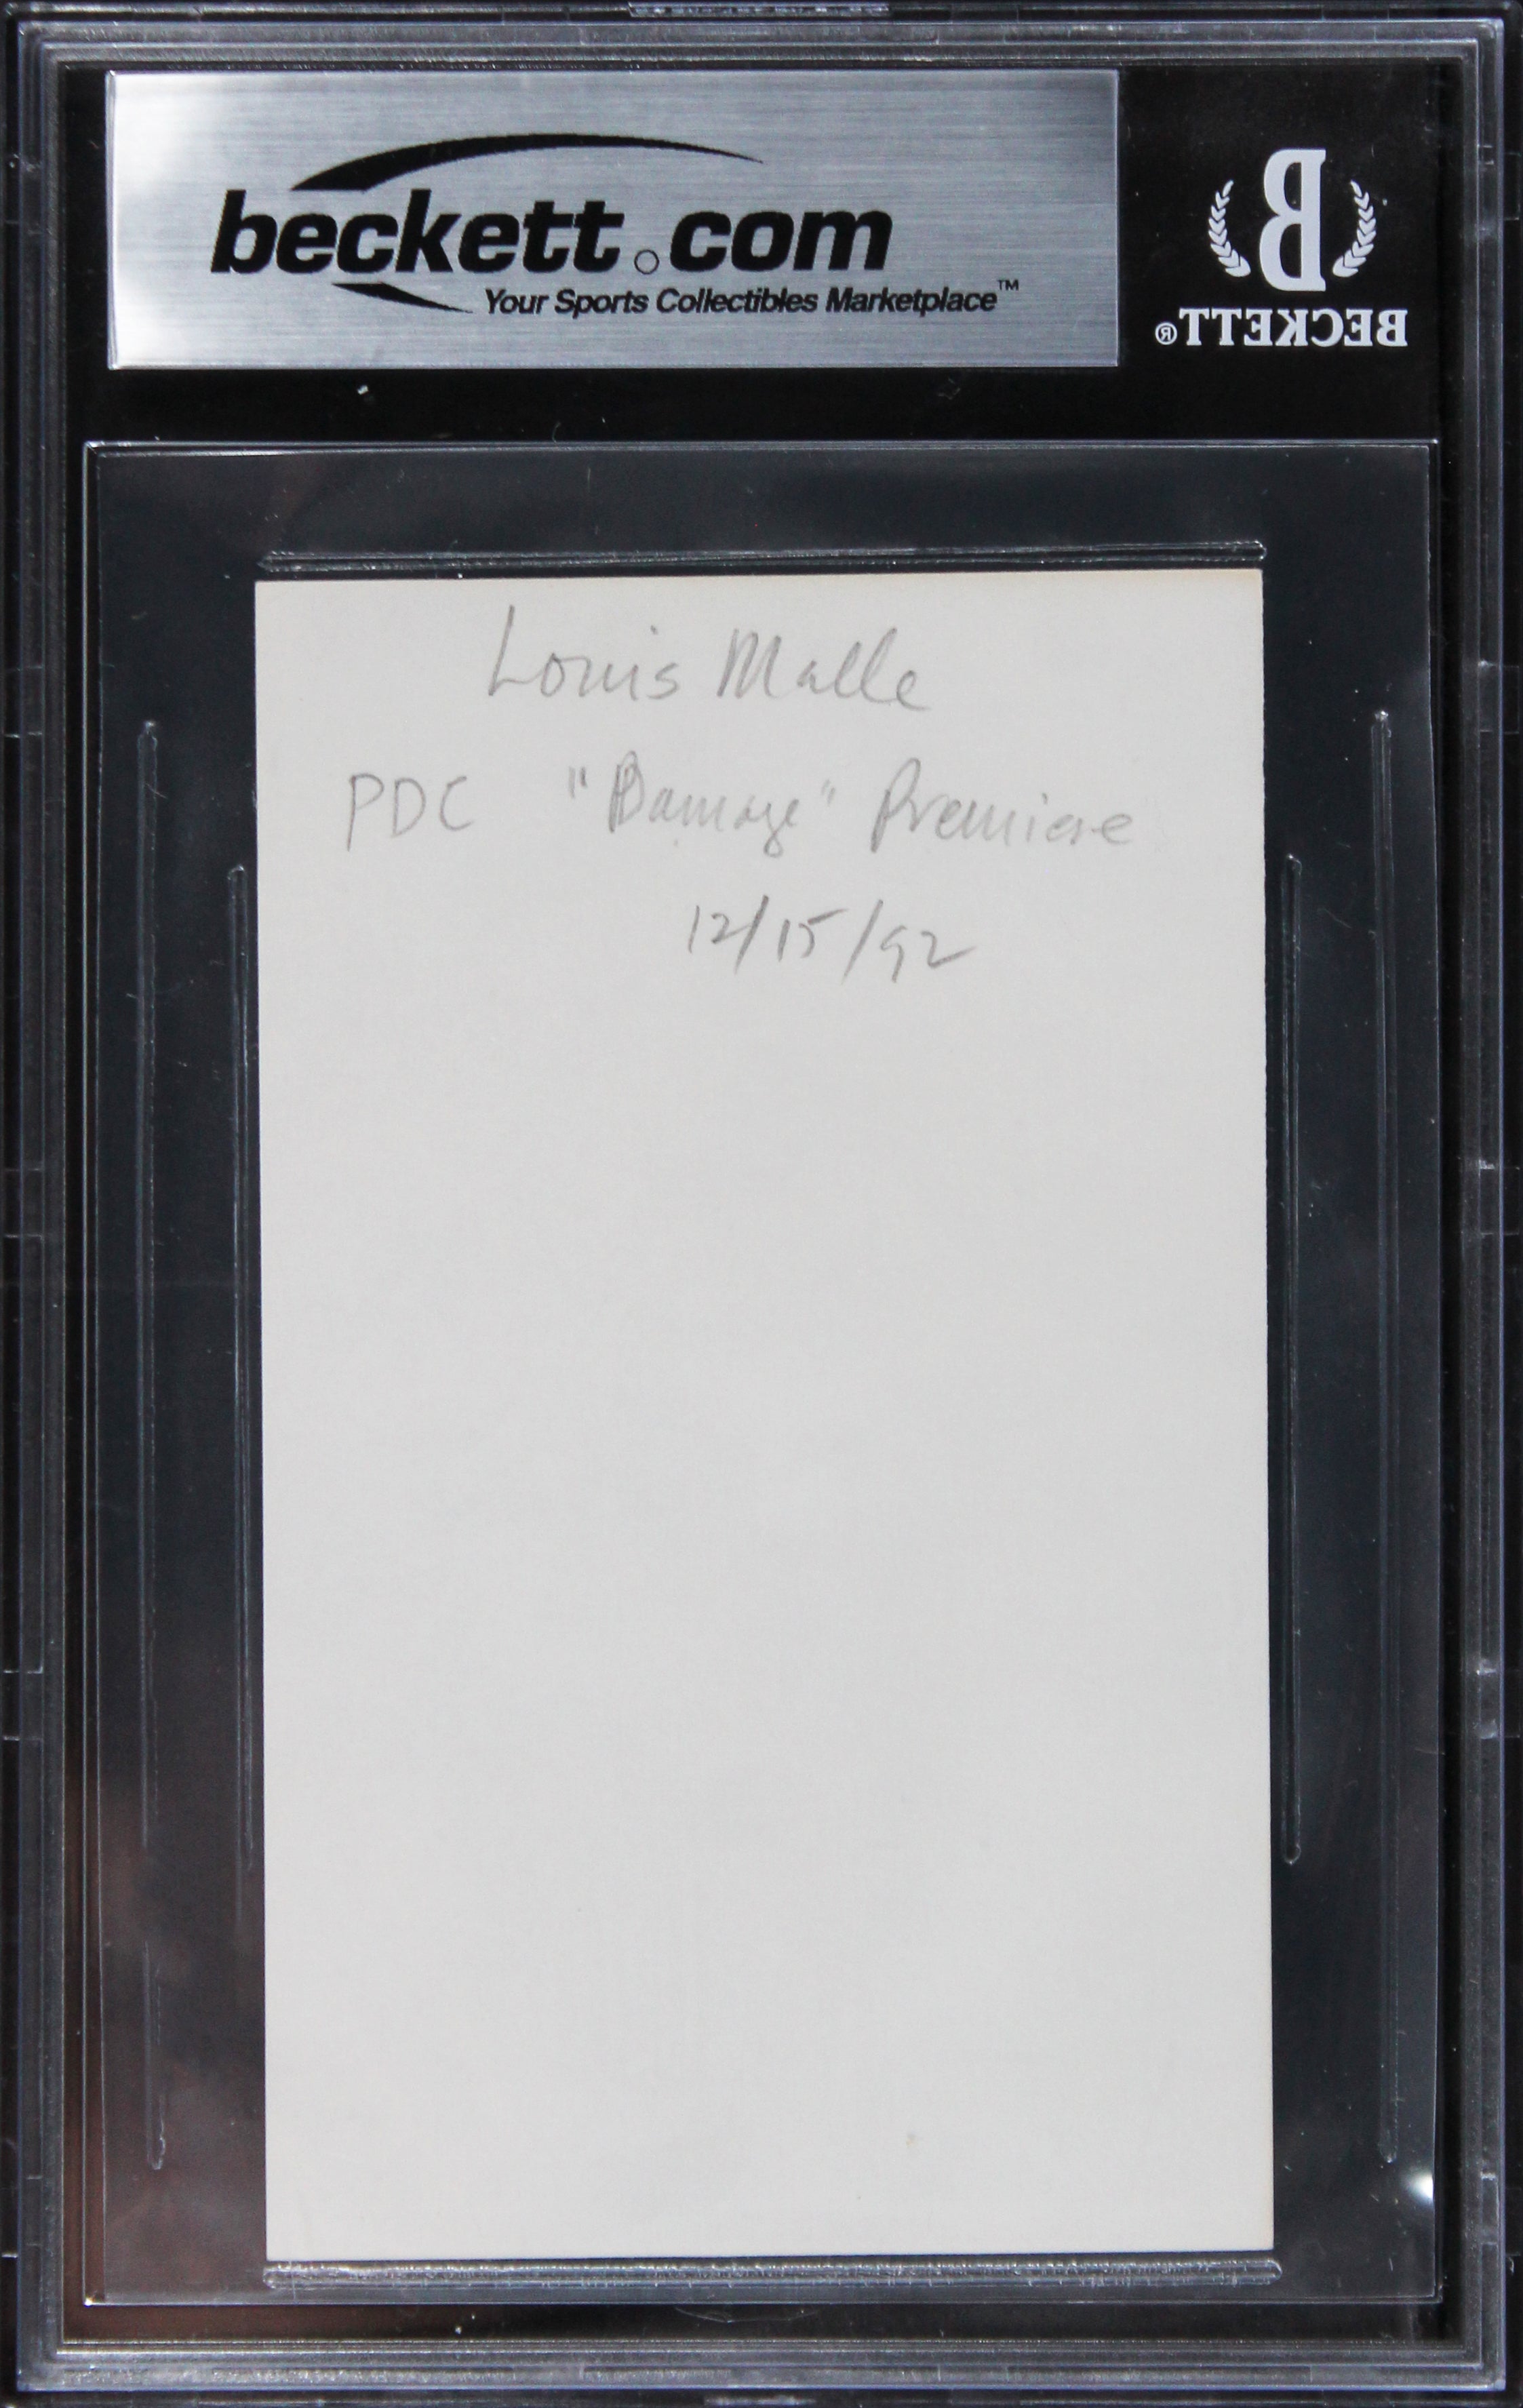 beckett.com
Your Sports Collectibles Marketplace™
BECKETT®
Louis Malle
PDC "Damage" Premiere
12/15/92